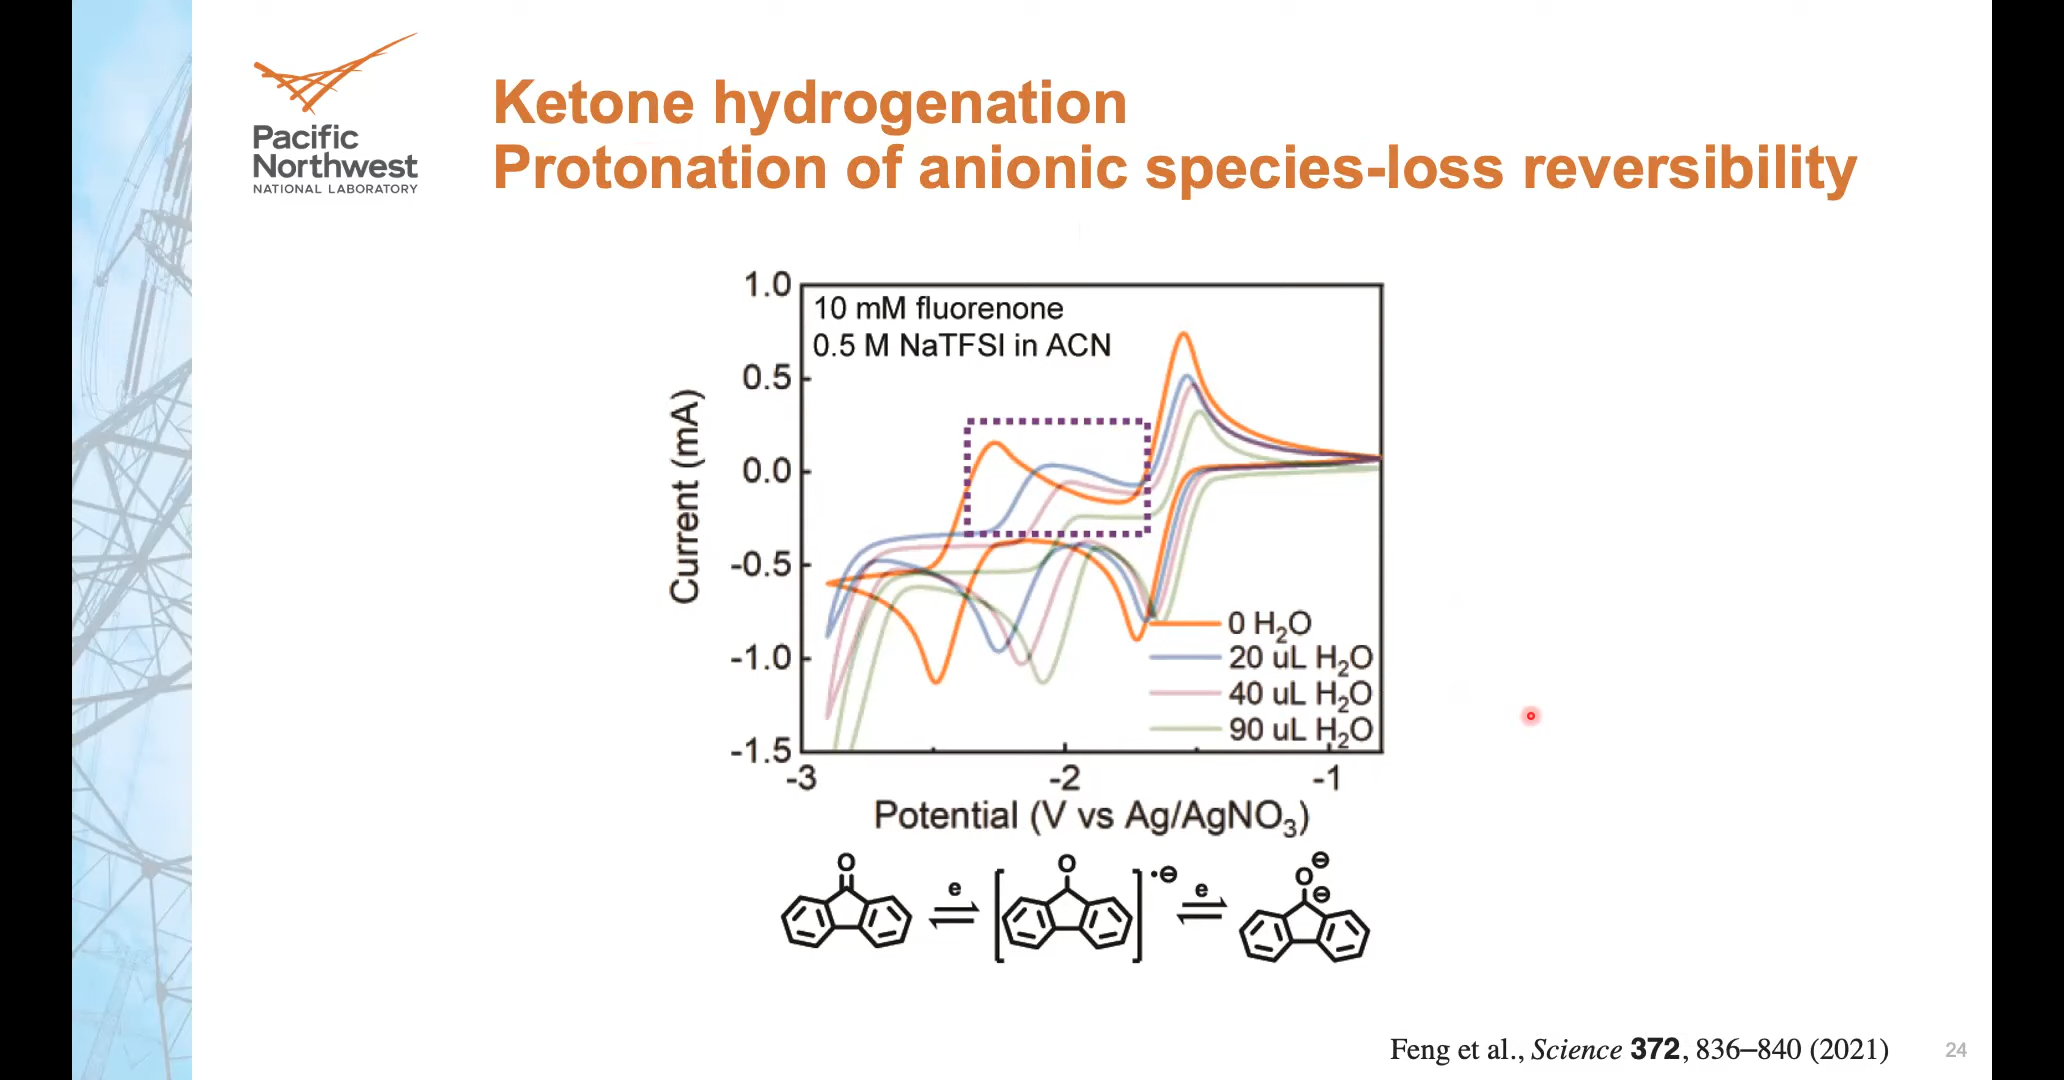 Pacific
Northwest
NATIONAL LABORATORY
Ketone hydrogenation
Protonation of anionic species-loss reversibility
1.0
0.5
0.0
-0.5
-1.0
-1.5
Current (mA)
10 mM fluorenone
0.5 M NaTFSI in ACN
0 H₂O
20 uL H₂O
40 uL H₂O
90 uL H₂O
-3 -2 -1
Potential (V vs Ag/AgNO₃)
O e O •⊖ e O ⊖ ⊖
Feng et al., Science 372, 836–840 (2021)
24